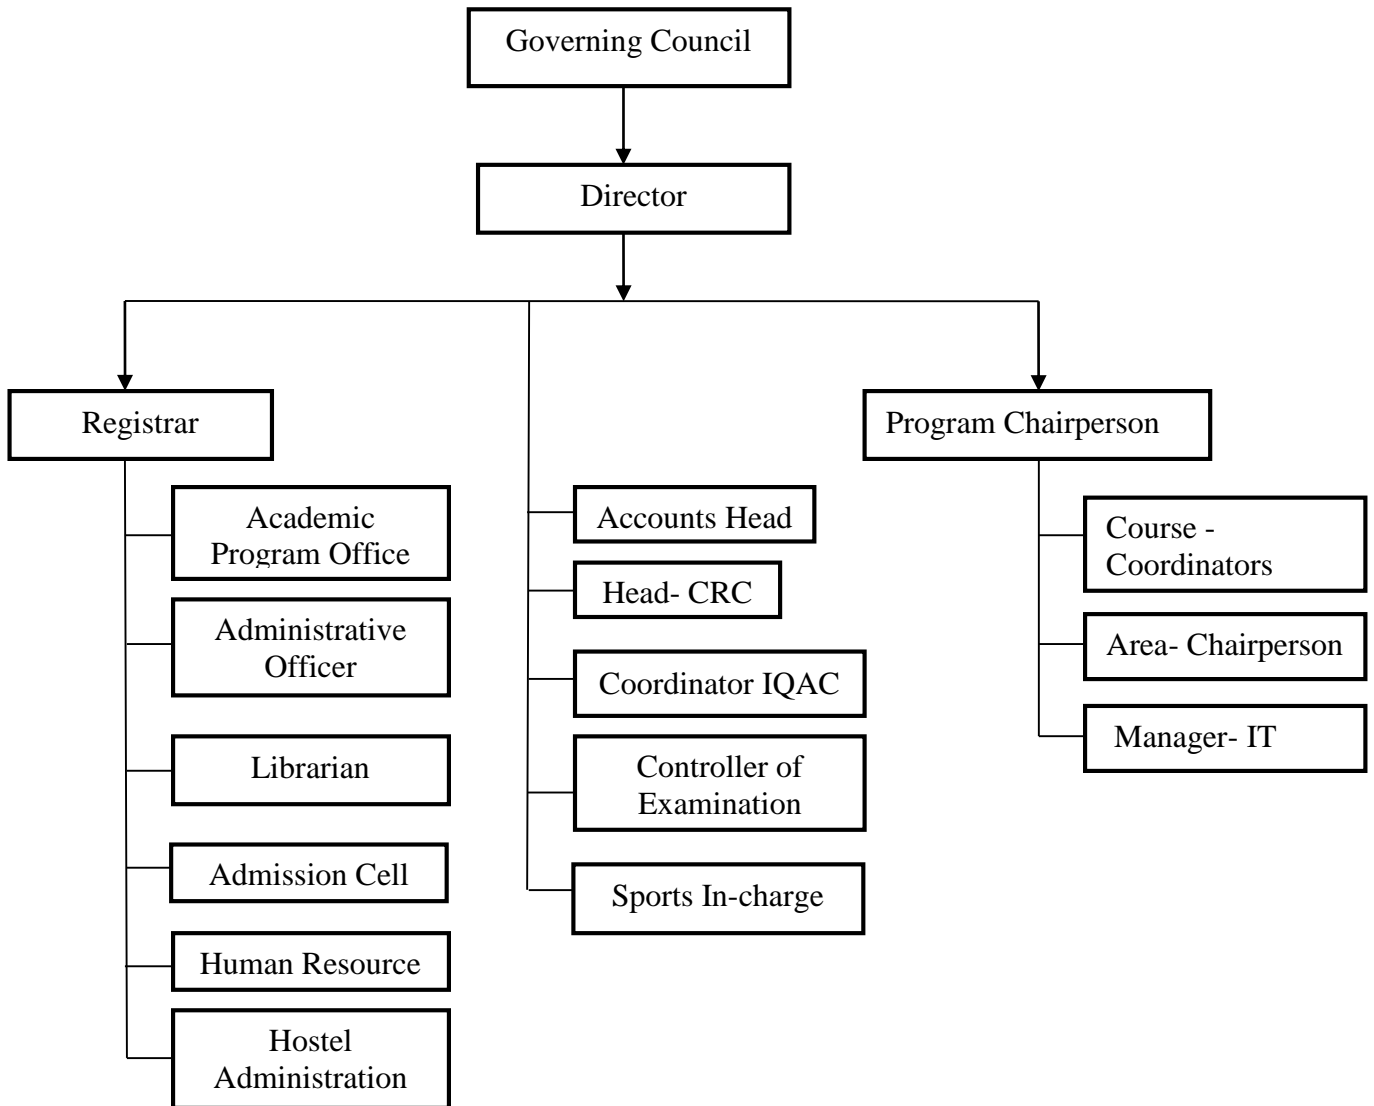 Governing Council
Director
Registrar
Program Chairperson
Academic
Program Office
Administrative
Officer
Librarian
Admission Cell
Human Resource
Hostel
Administration
Accounts Head
Head- CRC
Coordinator IQAC
Controller of
Examination
Sports In-charge
Course -
Coordinators
Area- Chairperson
Manager- IT